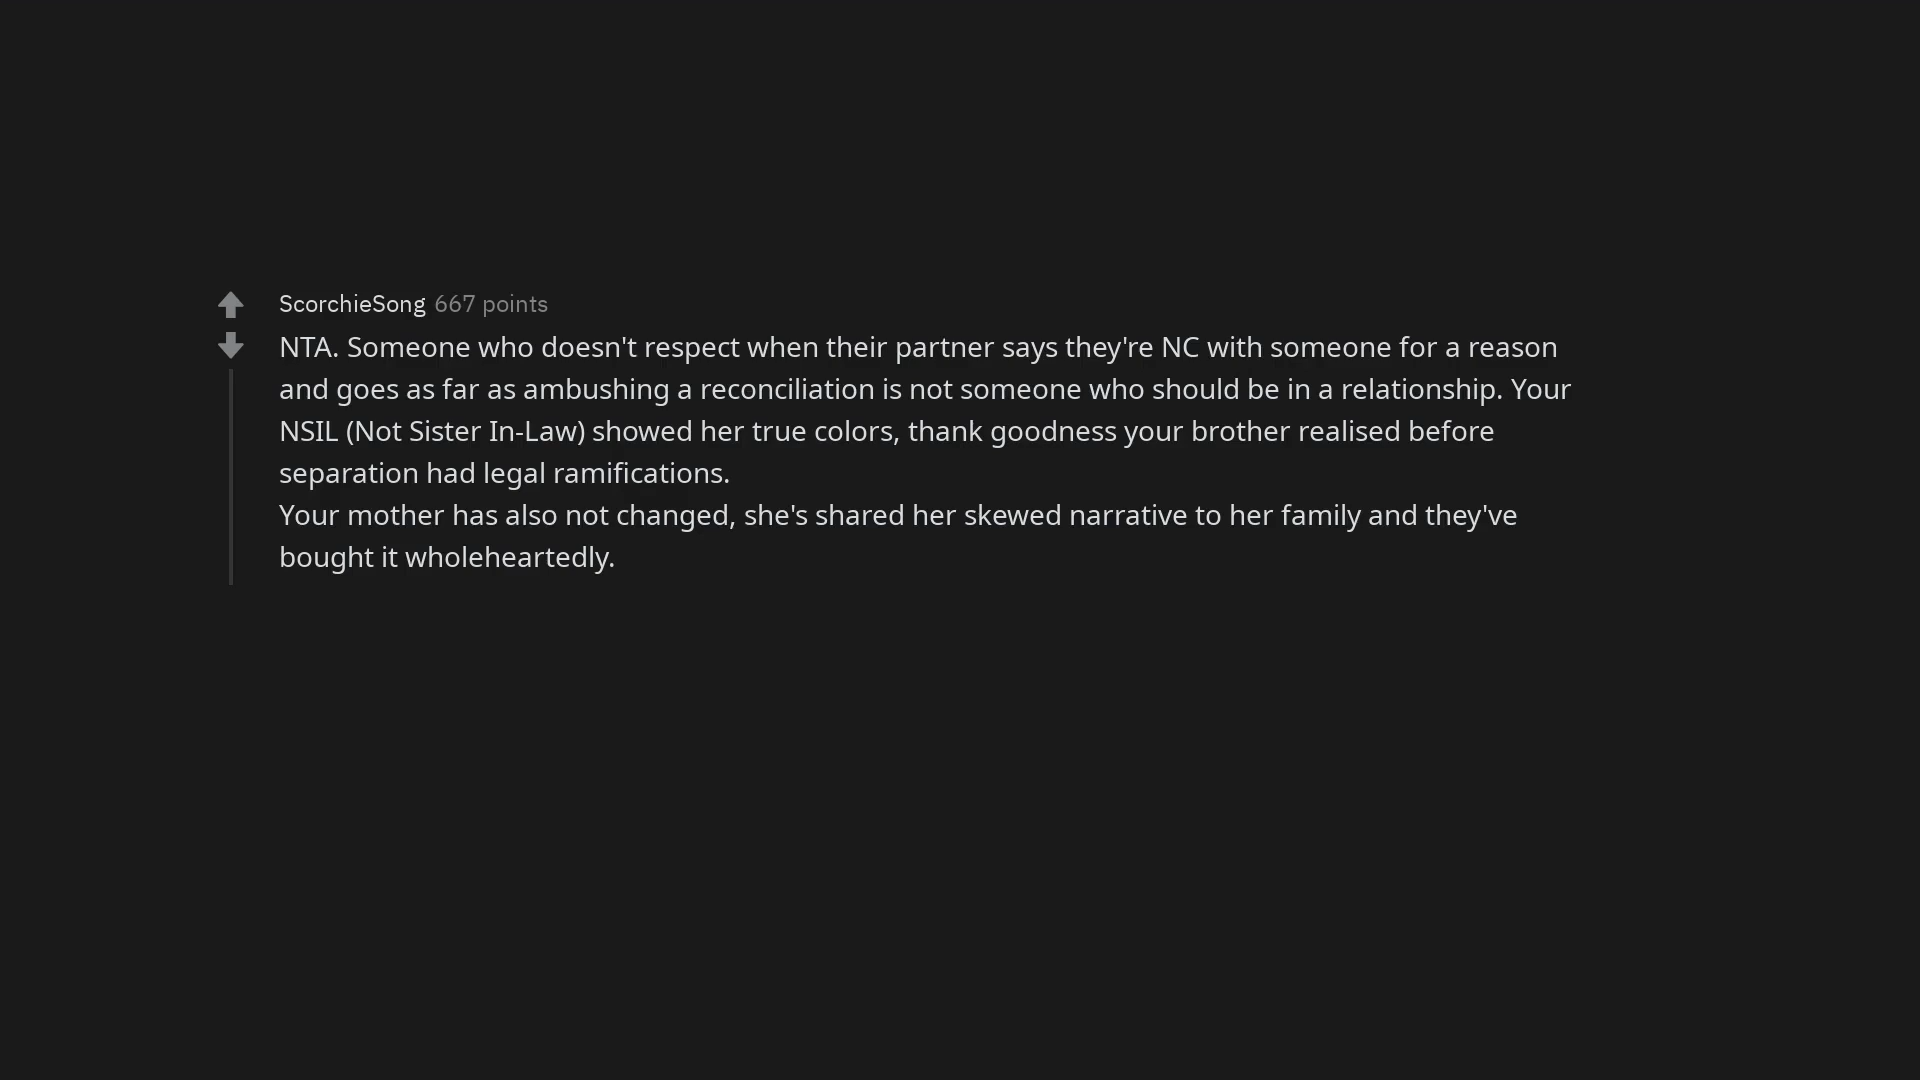 ScorchieSong 667 points
NTA. Someone who doesn't respect when their partner says they're NC with someone for a reason
and goes as far as ambushing a reconciliation is not someone who should be in a relationship. Your
NSIL (Not Sister In-Law) showed her true colors, thank goodness your brother realised before
separation had legal ramifications.
Your mother has also not changed, she's shared her skewed narrative to her family and they've
bought it wholeheartedly.